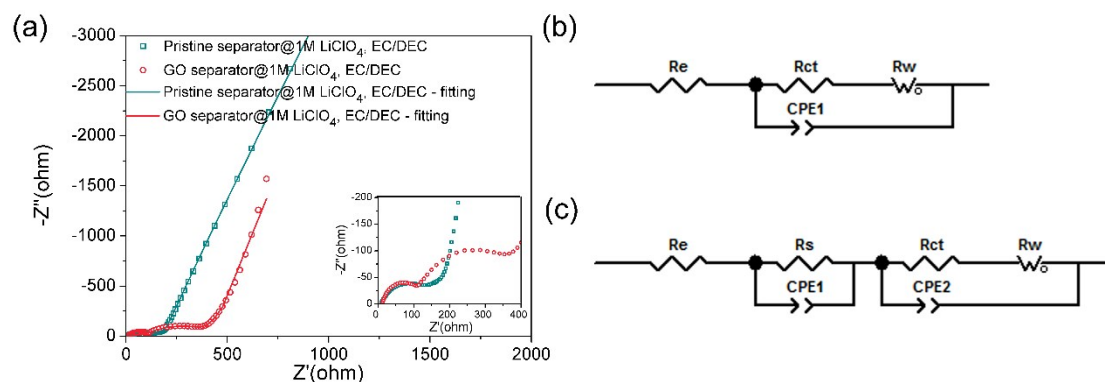 (a)
-3000
-2500
-2000
-1500
-1000
-500
0
-Z''(ohm)
Pristine separator@1M LiClO4, EC/DEC
GO separator@1M LiClO4, EC/DEC
Pristine separator@1M LiClO4, EC/DEC - fitting
GO separator@1M LiClO4, EC/DEC - fitting
-200
-150
-100
-50
0
-Z''(ohm)
0 100 200 300 400
Z'(ohm)
0 500 1000 1500 2000
Z'(ohm)
(b)
Re Rct Rw
CPE1
(c)
Re Rs Rct Rw
CPE1 CPE2